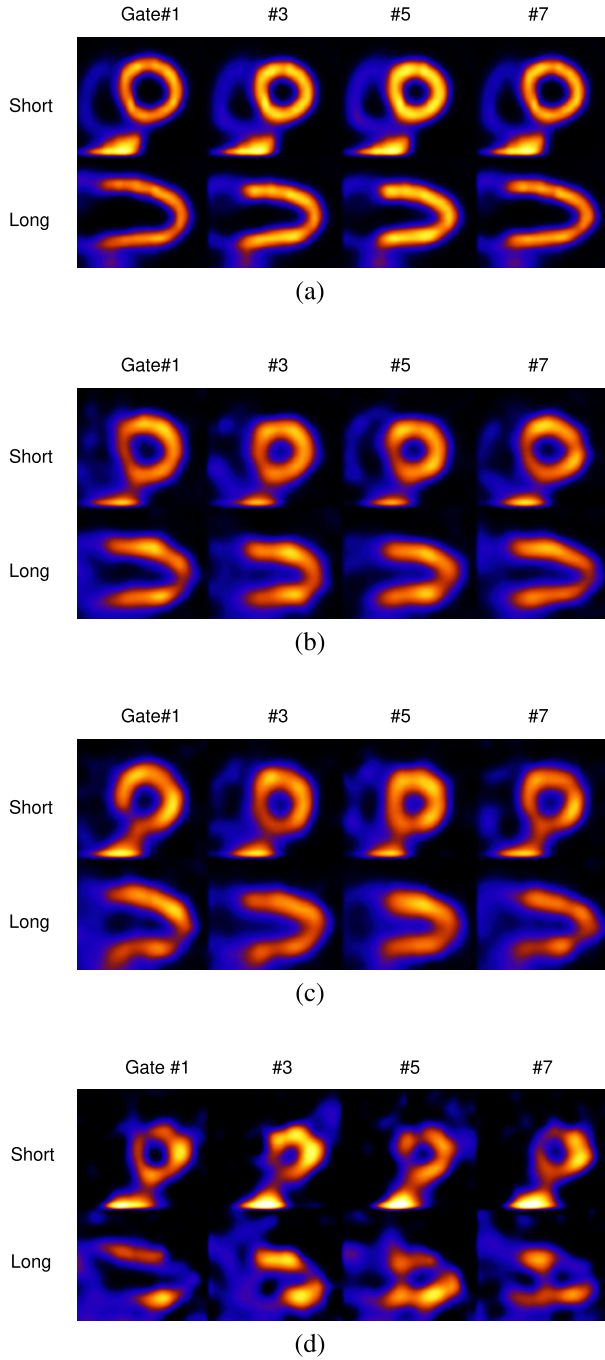 Gate#1 #3 #5 #7
Short
Long
(a)
Gate#1 #3 #5 #7
Short
Long
(b)
Gate#1 #3 #5 #7
Short
Long
(c)
Gate #1 #3 #5 #7
Short
Long
(d)